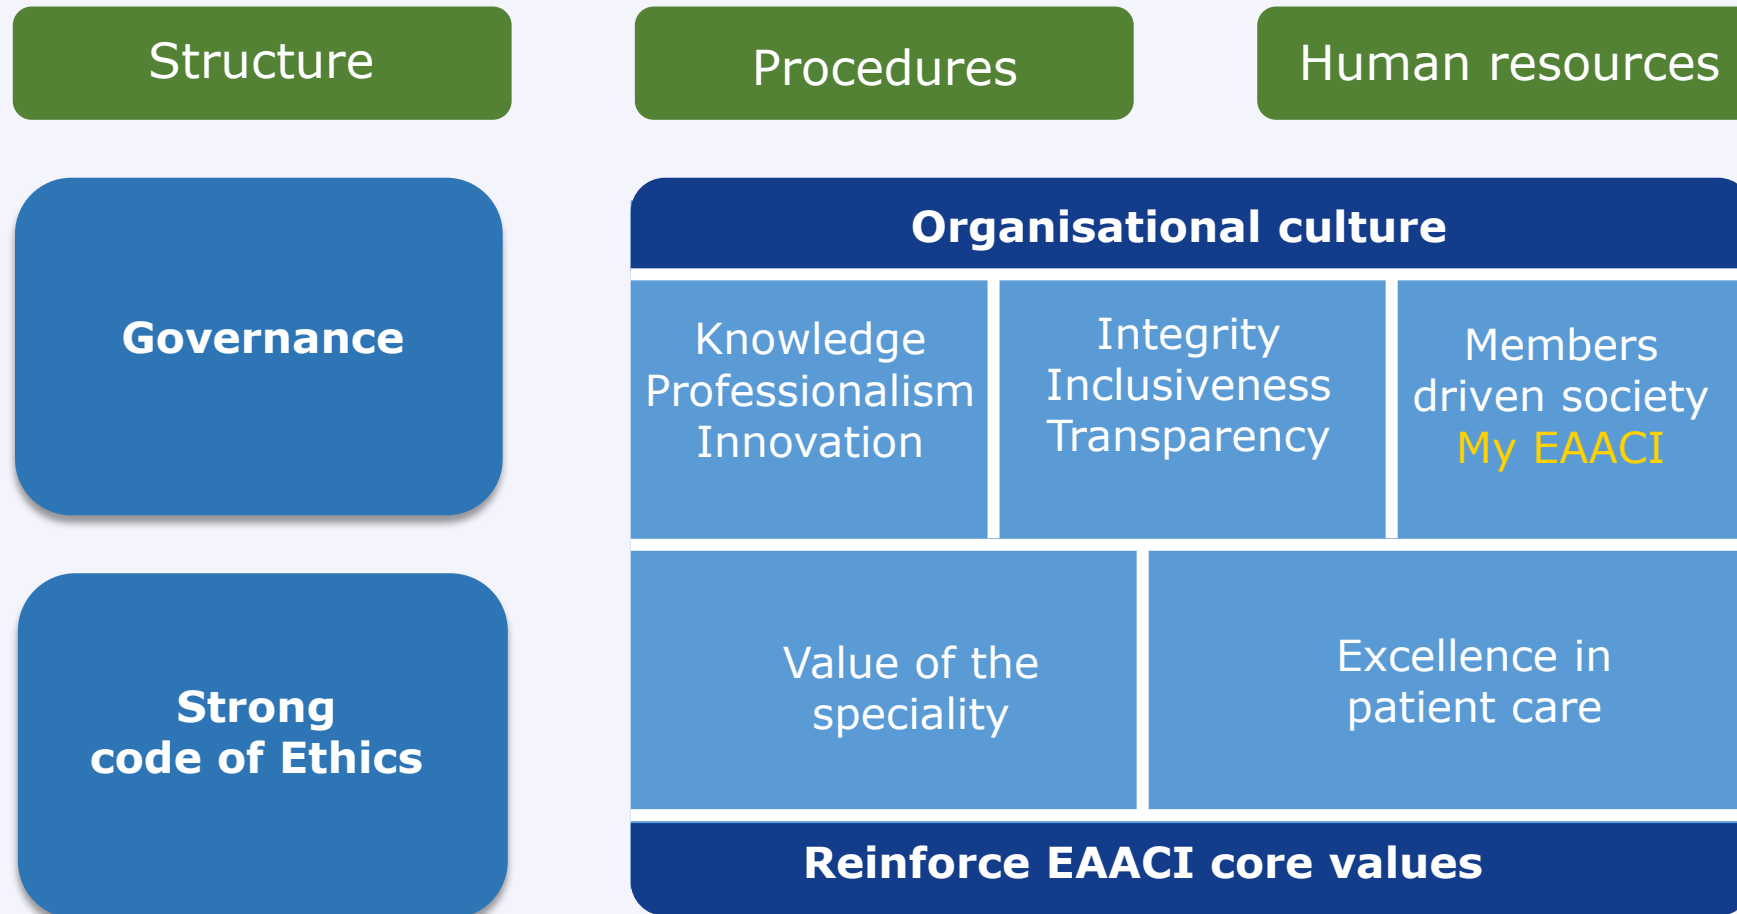 Structure
Procedures
Human resources
Governance
Strong
code of Ethics
Organisational culture
Knowledge
Professionalism
Innovation
Integrity
Inclusiveness
Transparency
Members
driven society
My EAACI
Value of the
speciality
Excellence in
patient care
Reinforce EAACI core values